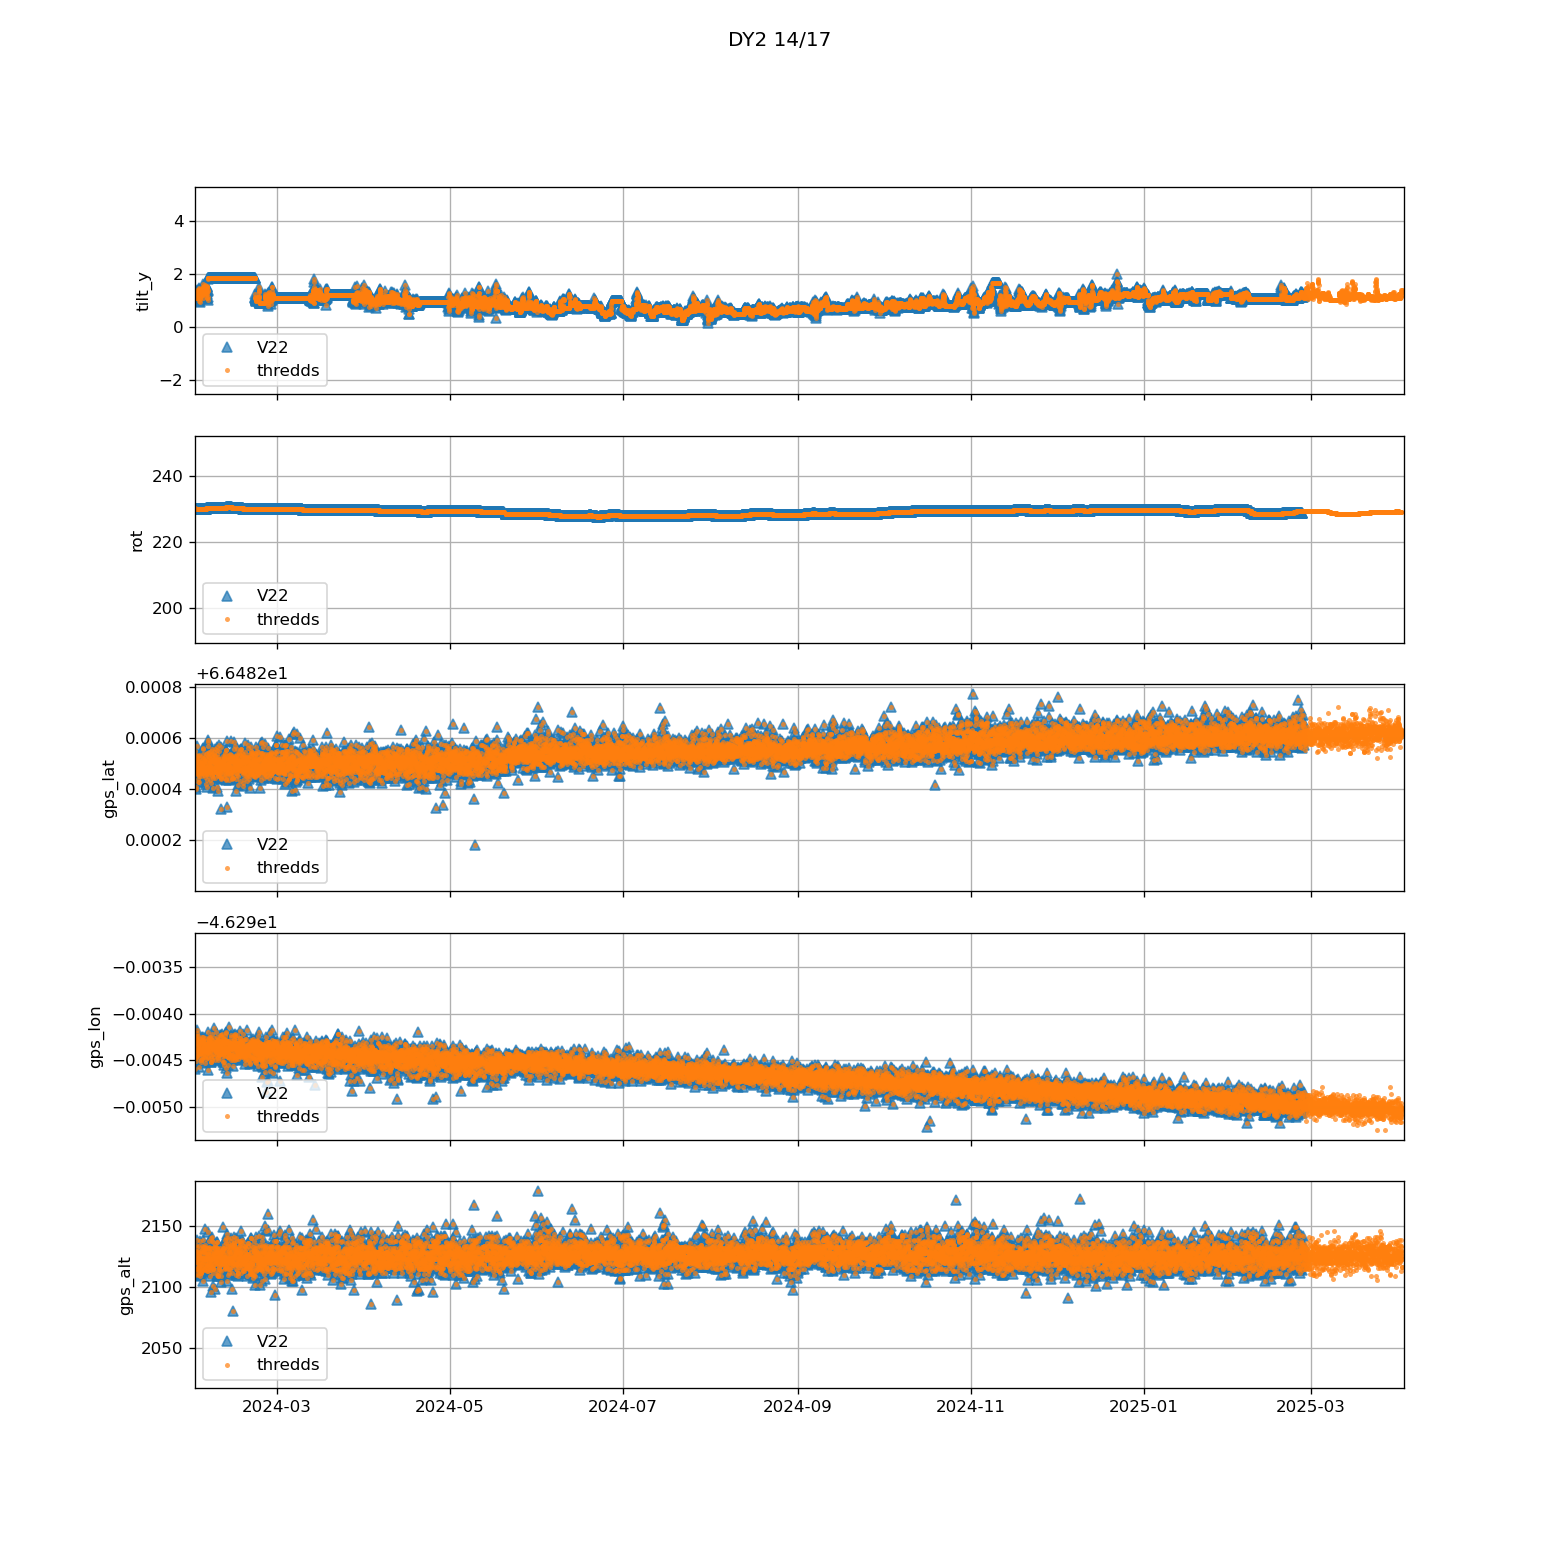 DY2 14/17
4
2
0
−2
tilt_y
V22
thredds
240
220
200
rot
V22
thredds
+6.6482e1
0.0008
0.0006
0.0004
0.0002
gps_lat
V22
thredds
−4.629e1
−0.0035
−0.0040
−0.0045
−0.0050
gps_lon
V22
thredds
2150
2100
2050
gps_alt
V22
thredds
2024-03 2024-05 2024-07 2024-09 2024-11 2025-01 2025-03